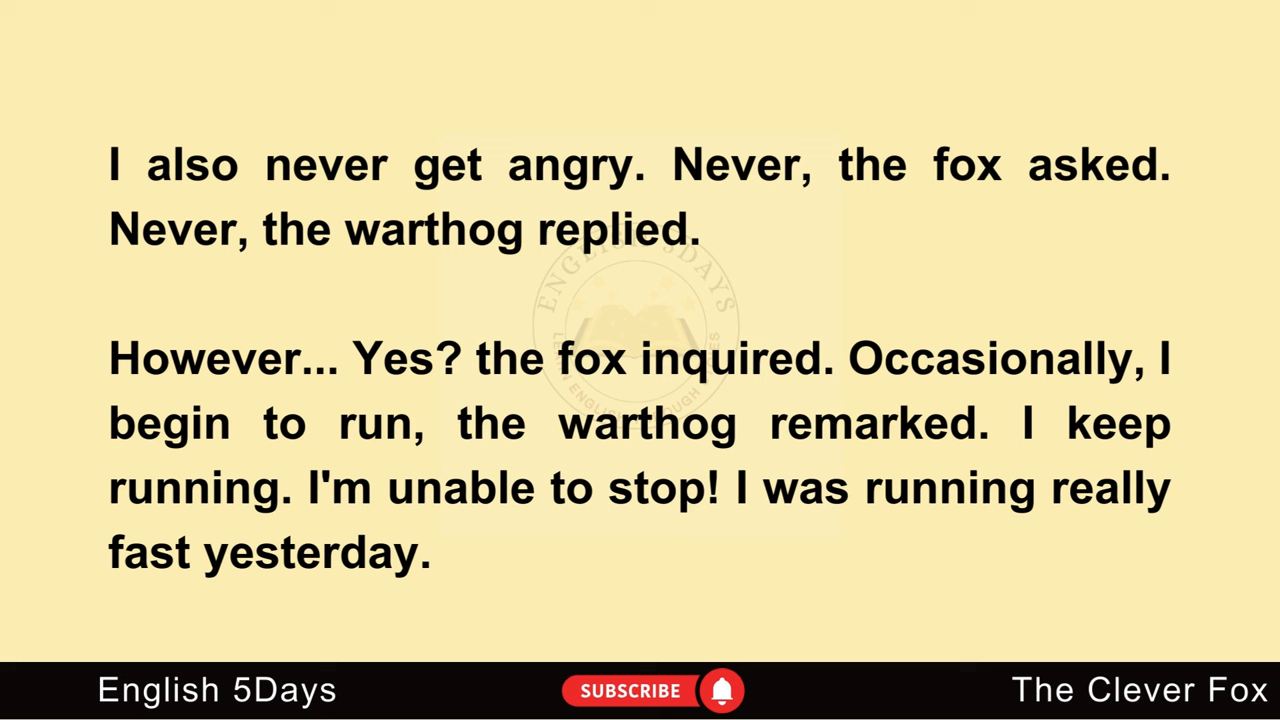 I also never get angry. Never, the fox asked.
Never, the warthog replied.
However... Yes? the fox inquired. Occasionally, I
begin to run, the warthog remarked. I keep
running. I'm unable to stop! I was running really
fast yesterday.
ENGLISH 5DAYS
English 5Days
SUBSCRIBE
The Clever Fox